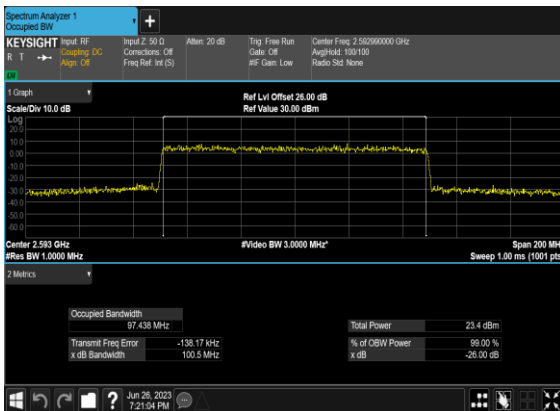 Spectrum Analyzer 1
Occupied BW
KEYSIGHT
R T
LV
Input: RF
Coupling: DC
Align: Off
Input Z: 50 Ω
Corrections: Off
Freq Ref: Int (S)
Atten: 20 dB
Trig: Free Run
Gate: Off
#IF Gain: Low
Center Freq: 2.592990000 GHz
Avg|Hold: 100/100
Radio Std: None
1 Graph
Scale/Div 10.0 dB
Ref Lvl Offset 26.00 dB
Ref Value 30.00 dBm
Log
20.0
10.0
0.00
-10.0
-20.0
-30.0
-40.0
-50.0
-60.0
Center 2.593 GHz
#Res BW 1.0000 MHz
#Video BW 3.0000 MHz*
Span 200 MH
Sweep 1.00 ms (1001 pts
2 Metrics
Occupied Bandwidth
97.438 MHz
Transmit Freq Error -138.17 kHz
x dB Bandwidth 100.5 MHz
Total Power 23.4 dBm
% of OBW Power 99.00 %
x dB -26.00 dB
?
Jun 26, 2023
7:21:04 PM